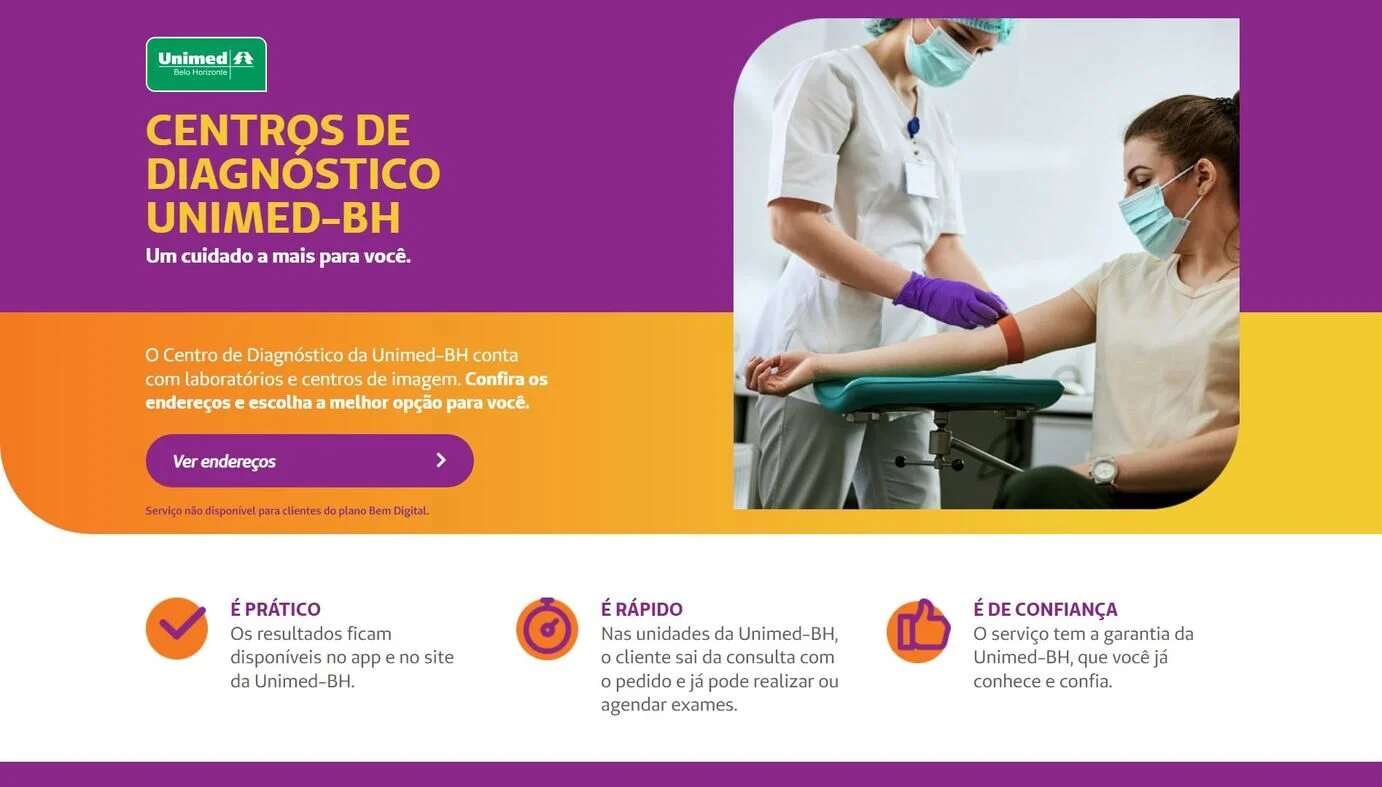 Unimed
Belo Horizonte
CENTROS DE
DIAGNÓSTICO
UNIMED-BH
Um cuidado a mais para você.
O Centro de Diagnóstico da Unimed-BH conta
com laboratórios e centros de imagem. Confira os
endereços e escolha a melhor opção para você.
Ver endereços
Serviço não disponível para clientes do plano Bem Digital.
É PRÁTICO
Os resultados ficam
disponíveis no app e no site
da Unimed-BH.
É RÁPIDO
Nas unidades da Unimed-BH,
o cliente sai da consulta com
o pedido e já pode realizar ou
agendar exames.
É DE CONFIANÇA
O serviço tem a garantia da
Unimed-BH, que você já
conhece e confia.